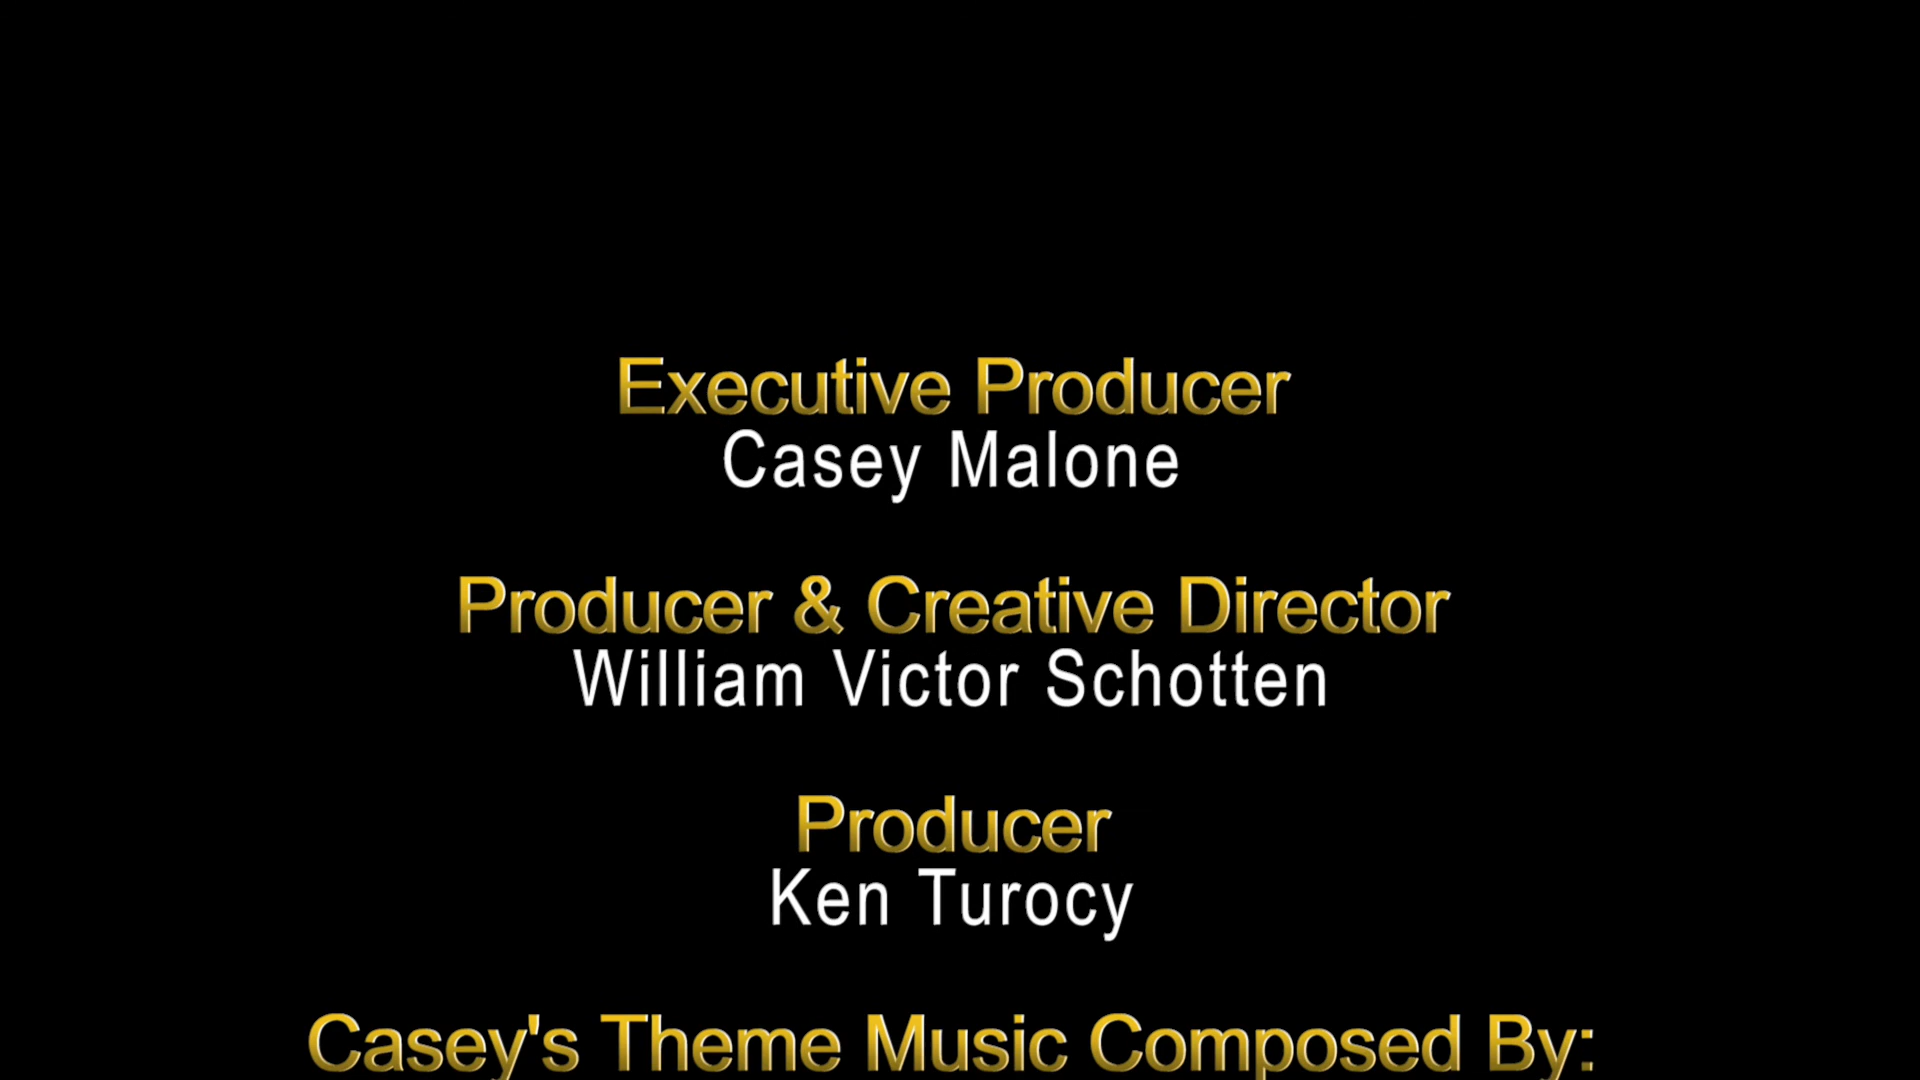 Executive Producer
Casey Malone
Producer & Creative Director
William Victor Schotten
Producer
Ken Turocy
Casey's Theme Music Composed By: